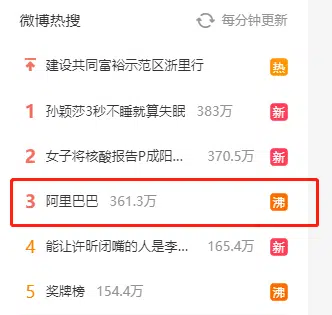 微博热搜 每分钟更新
建设共同富裕示范区浙里行 热
1 孙颖莎3秒不睡就算失眠 383万 新
2 女子将核酸报告P成阳... 370.5万 新
3 阿里巴巴 361.3万 沸
4 能让许昕闭嘴的人是李... 165.4万 新
5 奖牌榜 154.4万 沸